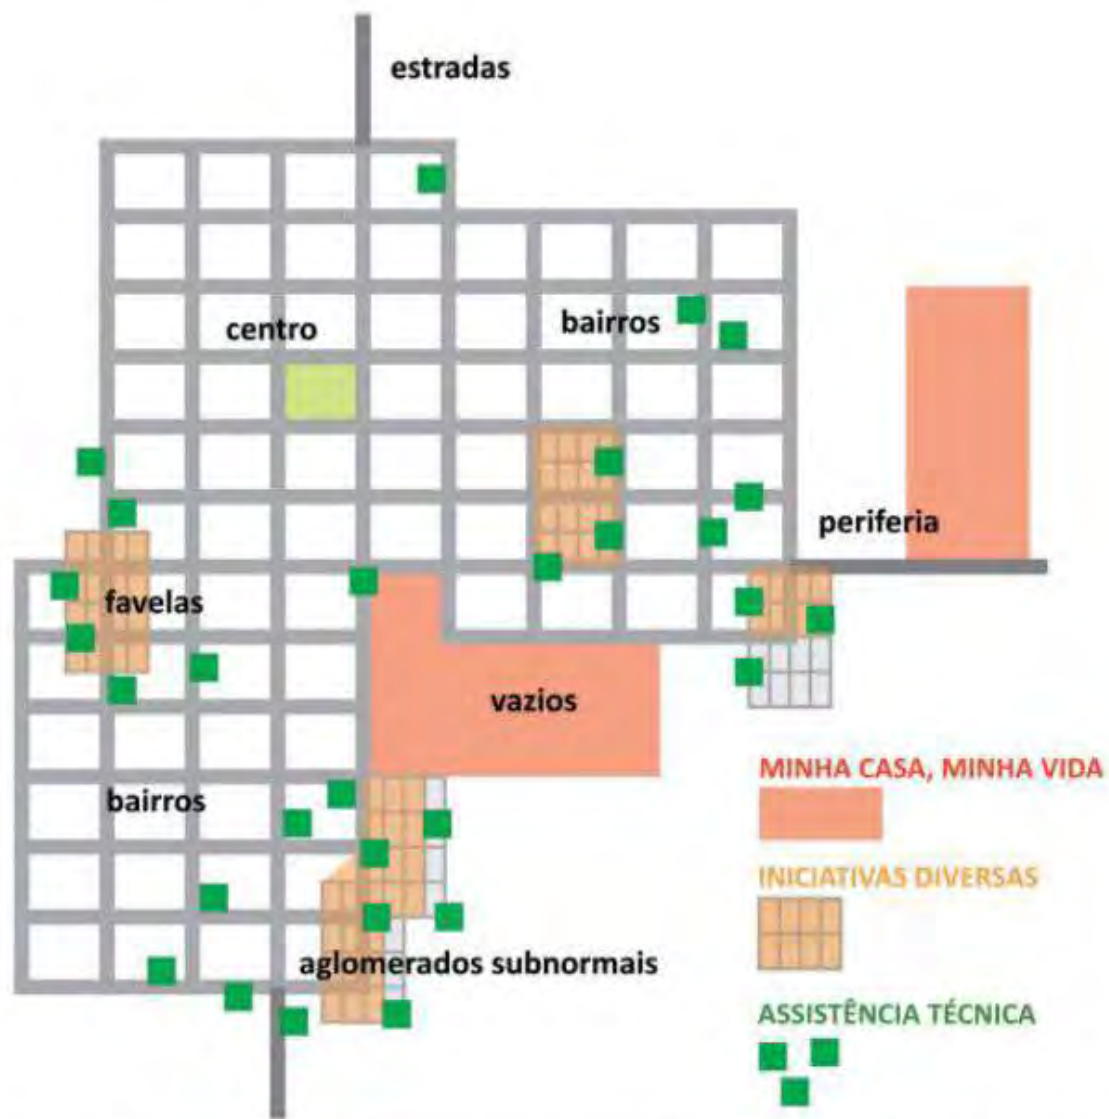 estradas
centro
bairros
periferia
favelas
vazios
bairros
MINHA CASA, MINHA VIDA
INICIATIVAS DIVERSAS
aglomerados subnormais
ASSISTÊNCIA TÉCNICA